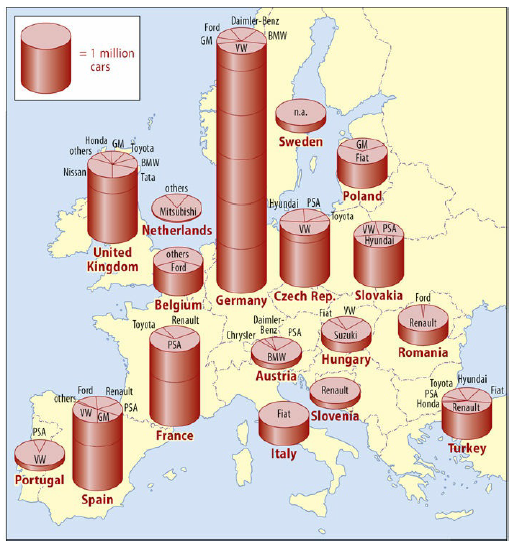 = 1 million
cars
Ford
Daimler-Benz
GM
BMW
VW
n.a.
Sweden
GM
Fiat
Poland
Honda
GM
Toyota
others
BMW
Nissan
Tata
United
Kingdom
others
Mitsubishi
Netherlands
others
Ford
Belgium
Germany
Hyundai
PSA
Toyota
VW
Czech Rep.
VW
PSA
Hyundai
Slovakia
Toyota
Renault
PSA
France
Daimler-
Benz
Chrysler
PSA
BMW
Austria
Fiat
VW
Suzuki
Hungary
Ford
Renault
Romania
Renault
Slovenia
Fiat
Italy
Toyota
Hyundai
PSA
Fiat
Honda
Renault
Turkey
Ford
Renault
others
PSA
VW
GM
Spain
PSA
VW
Portugal